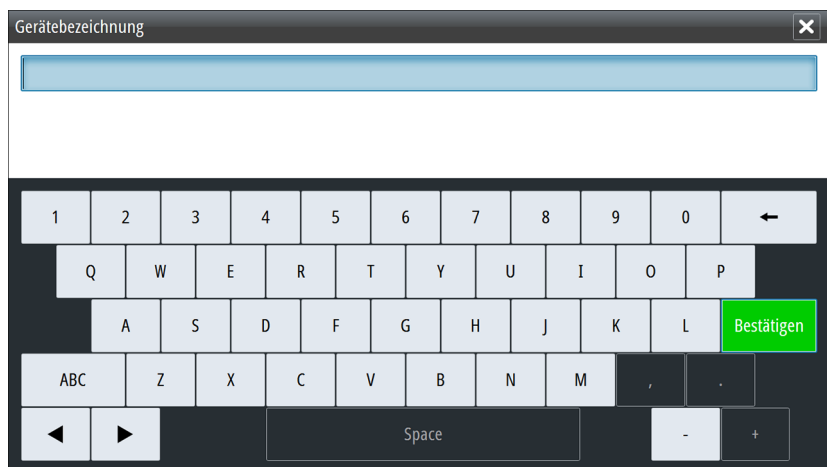 Gerätebezeichnung
1 2 3 4 5 6 7 8 9 0 ←
Q W E R T Y U I O P
A S D F G H J K L Bestätigen
ABC Z X C V B N M , .
◀ ▶ Space - +